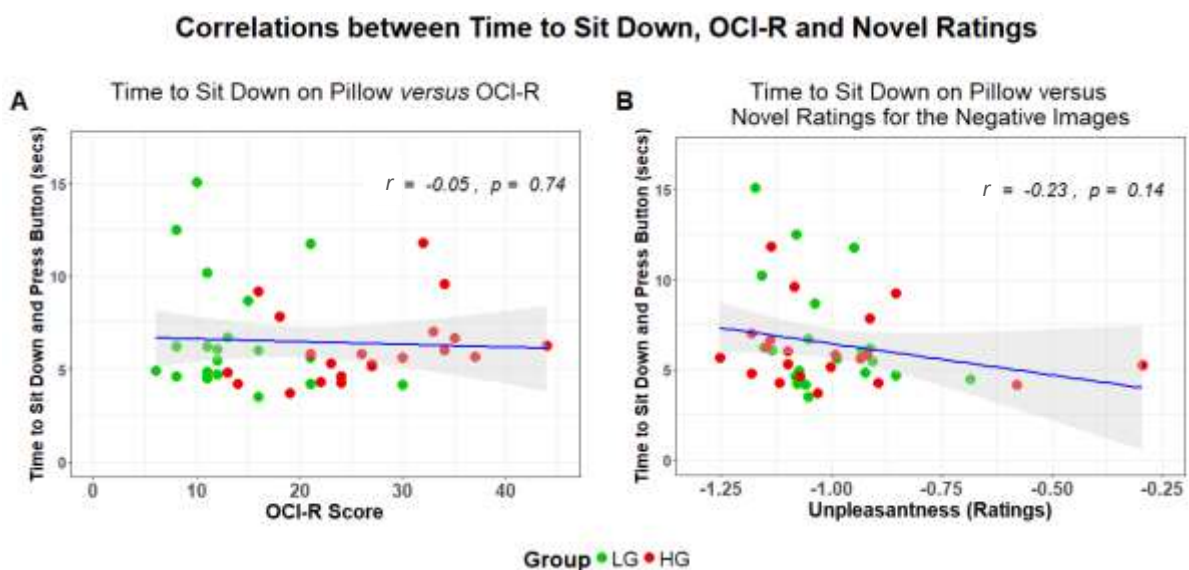 Correlations between Time to Sit Down, OCI-R and Novel Ratings
A
Time to Sit Down on Pillow versus OCI-R
Time to Sit Down and Press Button (secs)
r = -0.05 , p = 0.74
15
10
5
0
0 10 20 30 40
OCI-R Score
B
Time to Sit Down on Pillow versus
Novel Ratings for the Negative Images
Time to Sit Down and Press Button (secs)
r = -0.23 , p = 0.14
15
10
5
0
-1.25 -1.00 -0.75 -0.50 -0.25
Unpleasantness (Ratings)
Group LG HG